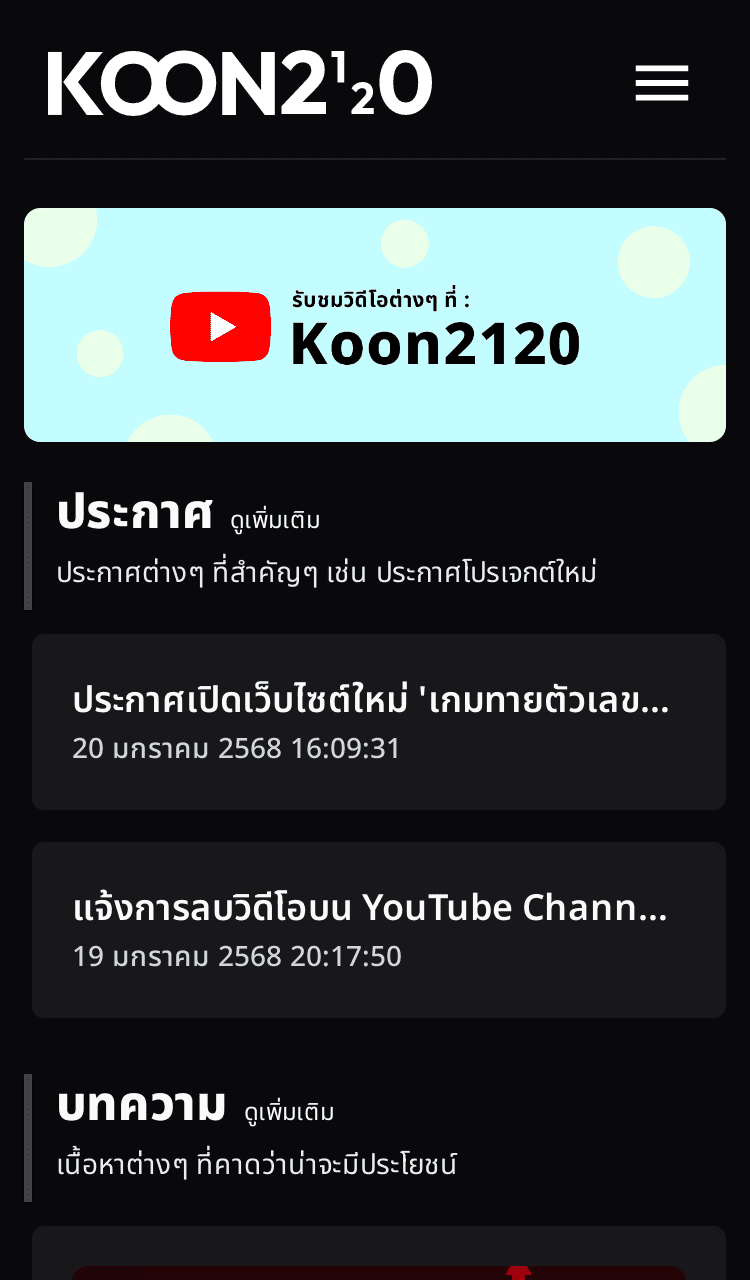 KOON2120
รับชมวิดีโอต่างๆ ที่ :
Koon2120
ประกาศ ดูเพิ่มเติม
ประกาศต่างๆ ที่สำคัญๆ เช่น ประกาศโปรเจกต์ใหม่
ประกาศเปิดเว็บไซต์ใหม่ 'เกมทายตัวเลข...
20 มกราคม 2568 16:09:31
แจ้งการลบวิดีโอบน YouTube Chann...
19 มกราคม 2568 20:17:50
บทความ ดูเพิ่มเติม
เนื้อหาต่างๆ ที่คาดว่าน่าจะมีประโยชน์